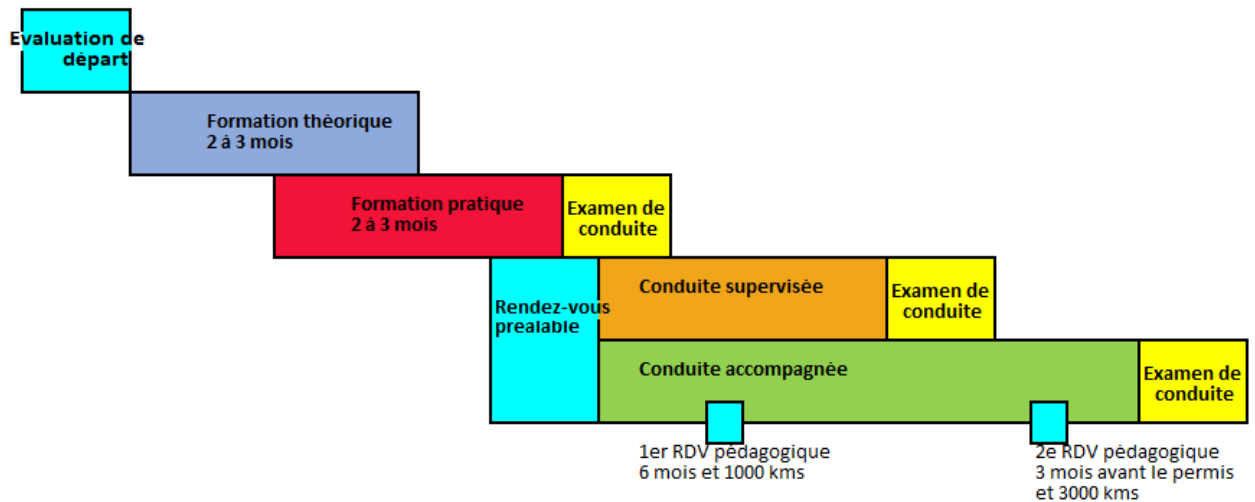 Evaluation de
départ
Formation théorique
2 à 3 mois
Formation pratique
2 à 3 mois
Examen de
conduite
Rendez-vous
prealable
Conduite supervisée
Examen de
conduite
Conduite accompagnée
Examen de
conduite
1er RDV pédagogique
6 mois et 1000 kms
2e RDV pédagogique
3 mois avant le permis
et 3000 kms